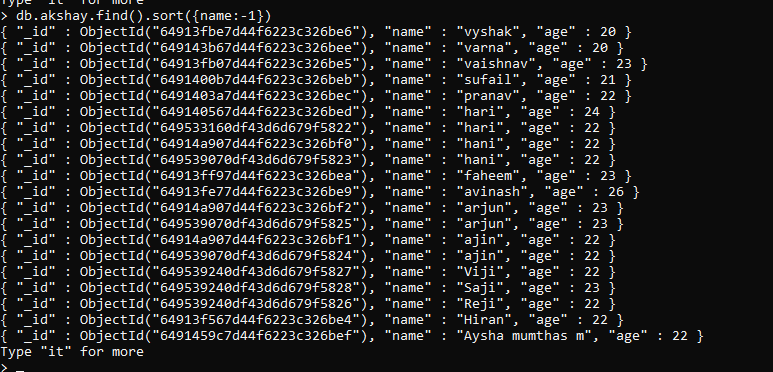 Type "it" for more
> db.akshay.find().sort({name:-1})
{ "_id" : ObjectId("64913fbe7d44f6223c326be6"), "name" : "vyshak", "age" : 20 }
{ "_id" : ObjectId("649143b67d44f6223c326bee"), "name" : "varna", "age" : 20 }
{ "_id" : ObjectId("64913fb07d44f6223c326be5"), "name" : "vaishnav", "age" : 23 }
{ "_id" : ObjectId("6491400b7d44f6223c326beb"), "name" : "sufail", "age" : 21 }
{ "_id" : ObjectId("6491403a7d44f6223c326bec"), "name" : "pranav", "age" : 22 }
{ "_id" : ObjectId("649140567d44f6223c326bed"), "name" : "hari", "age" : 24 }
{ "_id" : ObjectId("649533160df43d6d679f5822"), "name" : "hari", "age" : 22 }
{ "_id" : ObjectId("64914a907d44f6223c326bf0"), "name" : "hani", "age" : 22 }
{ "_id" : ObjectId("649539070df43d6d679f5823"), "name" : "hani", "age" : 22 }
{ "_id" : ObjectId("64913ff97d44f6223c326bea"), "name" : "faheem", "age" : 23 }
{ "_id" : ObjectId("64913fe77d44f6223c326be9"), "name" : "avinash", "age" : 26 }
{ "_id" : ObjectId("64914a907d44f6223c326bf2"), "name" : "arjun", "age" : 23 }
{ "_id" : ObjectId("649539070df43d6d679f5825"), "name" : "arjun", "age" : 23 }
{ "_id" : ObjectId("64914a907d44f6223c326bf1"), "name" : "ajin", "age" : 22 }
{ "_id" : ObjectId("649539070df43d6d679f5824"), "name" : "ajin", "age" : 22 }
{ "_id" : ObjectId("649539240df43d6d679f5827"), "name" : "Viji", "age" : 22 }
{ "_id" : ObjectId("649539240df43d6d679f5828"), "name" : "Saji", "age" : 23 }
{ "_id" : ObjectId("649539240df43d6d679f5826"), "name" : "Reji", "age" : 22 }
{ "_id" : ObjectId("64913f567d44f6223c326be4"), "name" : "Hiran", "age" : 22 }
{ "_id" : ObjectId("6491459c7d44f6223c326bef"), "name" : "Aysha mumthas m", "age" : 22 }
Type "it" for more
> _